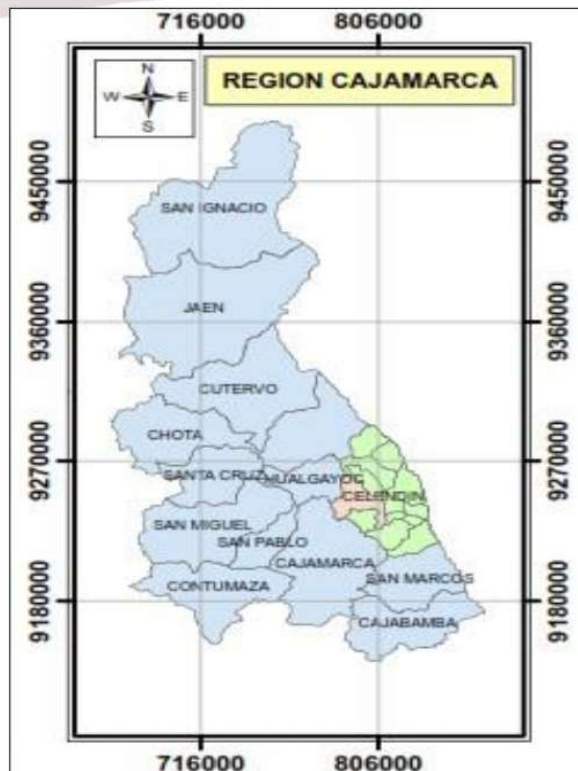 716000 806000
N
W E
S
REGION CAJAMARCA
9450000 9450000
SAN IGNACIO
JAEN
9360000 9360000
CUTERVO
CHOTA
9270000 9270000
SANTA CRUZ HUALGAYOC
CELENDIN
SAN MIGUEL
SAN PABLO
CAJAMARCA
SAN MARCOS
CONTUMAZA
9180000 9180000
CAJABAMBA
716000 806000